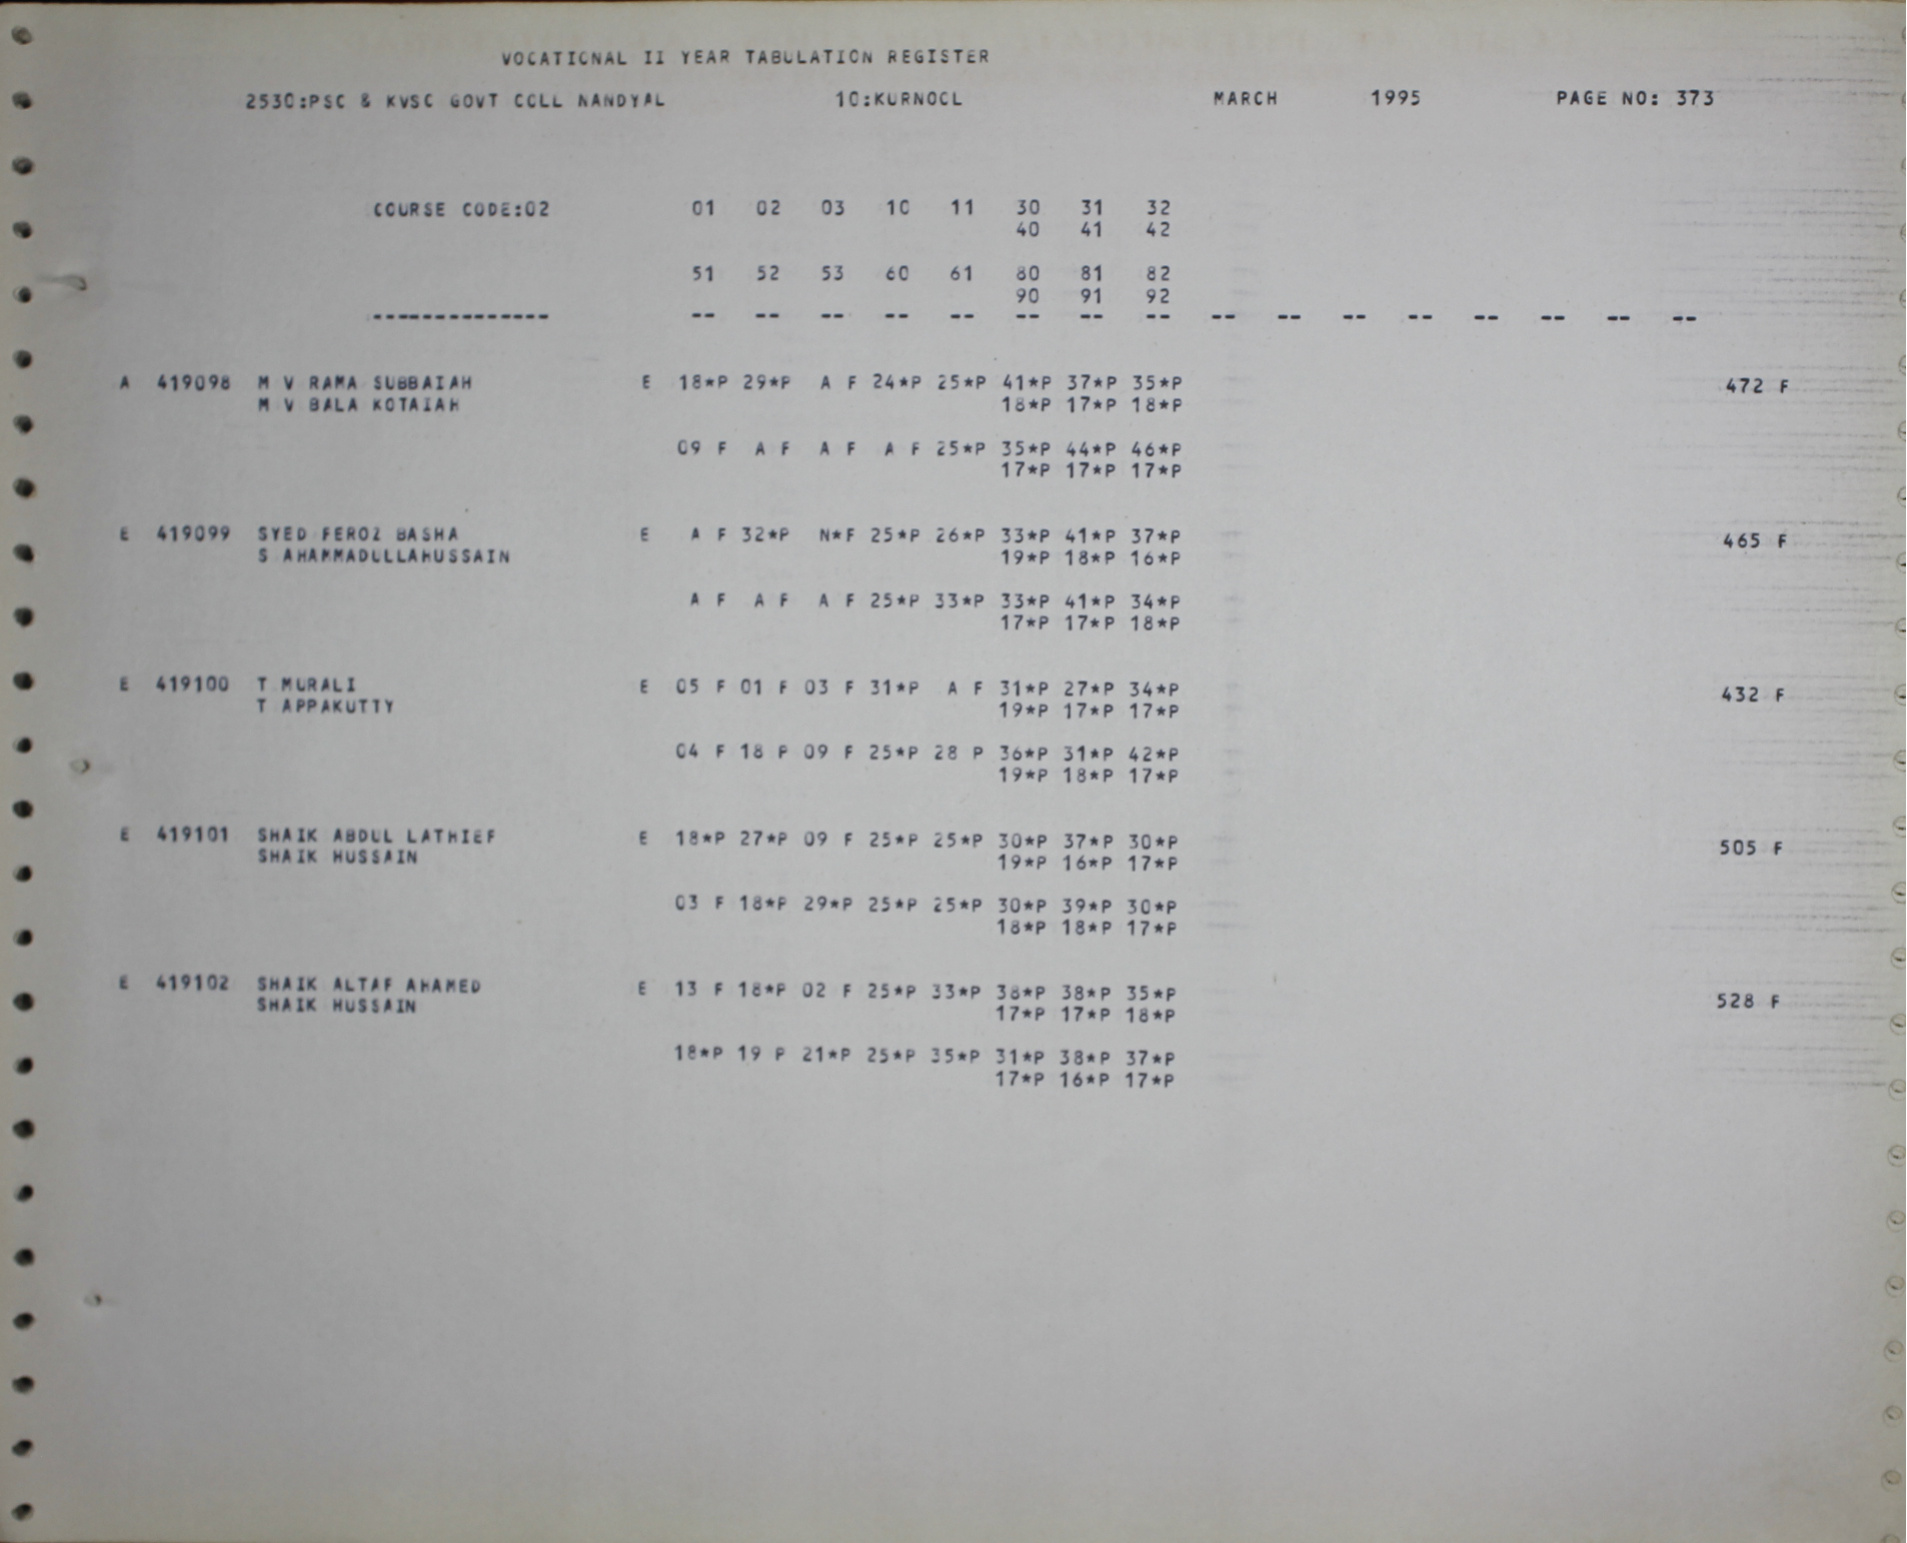 VOCATIONAL II YEAR TABULATION REGISTER
2530:PSC & KVSC GOVT COLL NANDYAL 10:KURNOOL MARCH 1995 PAGE NO: 373
COURSE CODE:02 01 02 03 10 11 30 31 32
40 41 42
51 52 53 60 61 80 81 82
90 91 92
-------------- -- -- -- -- -- -- -- -- -- -- -- -- -- -- -- --
A 419098 M V RAMA SUBBAIAH E 18*P 29*P A F 24*P 25*P 41*P 37*P 35*P 472 F
M V BALA KOTAIAH 18*P 17*P 18*P
09 F A F A F A F 25*P 35*P 44*P 46*P
17*P 17*P 17*P
E 419099 SYED FEROZ BASHA E A F 32*P N*F 25*P 26*P 33*P 41*P 37*P 465 F
S AHAMMADULLAHUSSAIN 19*P 18*P 16*P
A F A F A F 25*P 33*P 33*P 41*P 34*P
17*P 17*P 18*P
E 419100 T MURALI E 05 F 01 F 03 F 31*P A F 31*P 27*P 34*P 432 F
T APPAKUTTY 19*P 17*P 17*P
04 F 18 P 09 F 25*P 28 P 36*P 31*P 42*P
19*P 18*P 17*P
E 419101 SHAIK ABDUL LATHIEF E 18*P 27*P 09 F 25*P 25*P 30*P 37*P 30*P 505 F
SHAIK HUSSAIN 19*P 16*P 17*P
03 F 18*P 29*P 25*P 25*P 30*P 39*P 30*P
18*P 18*P 17*P
E 419102 SHAIK ALTAF AHAMED E 13 F 18*P 02 F 25*P 33*P 38*P 38*P 35*P 528 F
SHAIK HUSSAIN 17*P 17*P 18*P
18*P 19 P 21*P 25*P 35*P 31*P 38*P 37*P
17*P 16*P 17*P